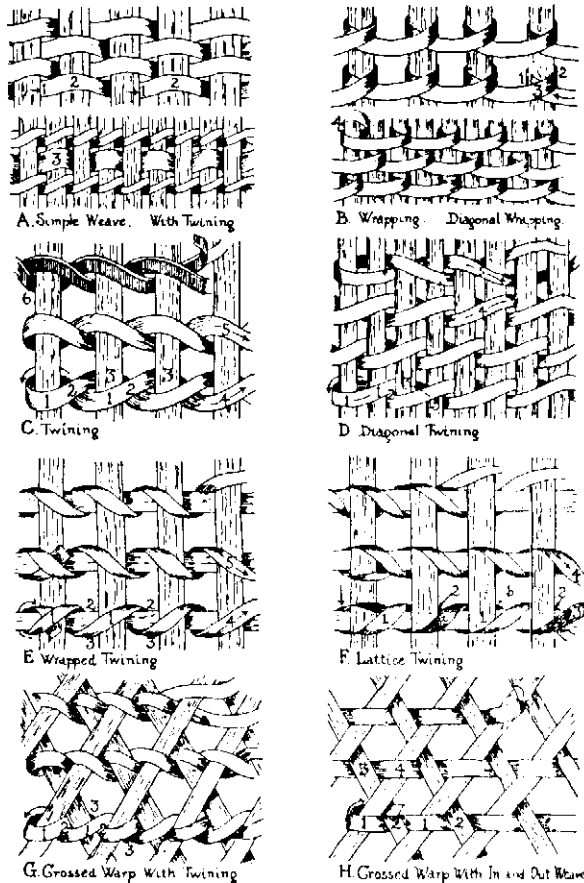 A. Simple Weave. With Twining
B. Wrapping. Diagonal Wrapping.
C. Twining
D. Diagonal Twining
E. Wrapped Twining
F. Lattice Twining
G. Crossed Warp With Twining
H. Crossed Warp With In and Out Weave